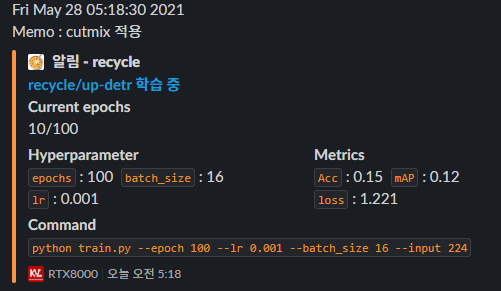 Fri May 28 05:18:30 2021
Memo : cutmix 적용
알림 - recycle
recycle/up-detr 학습 중
Current epochs
10/100
Hyperparameter
epochs : 100 batch_size : 16
lr : 0.001
Metrics
Acc : 0.15 mAP : 0.12
loss : 1.221
Command
python train.py --epoch 100 --lr 0.001 --batch_size 16 --input 224
RTX8000 | 오늘 오전 5:18